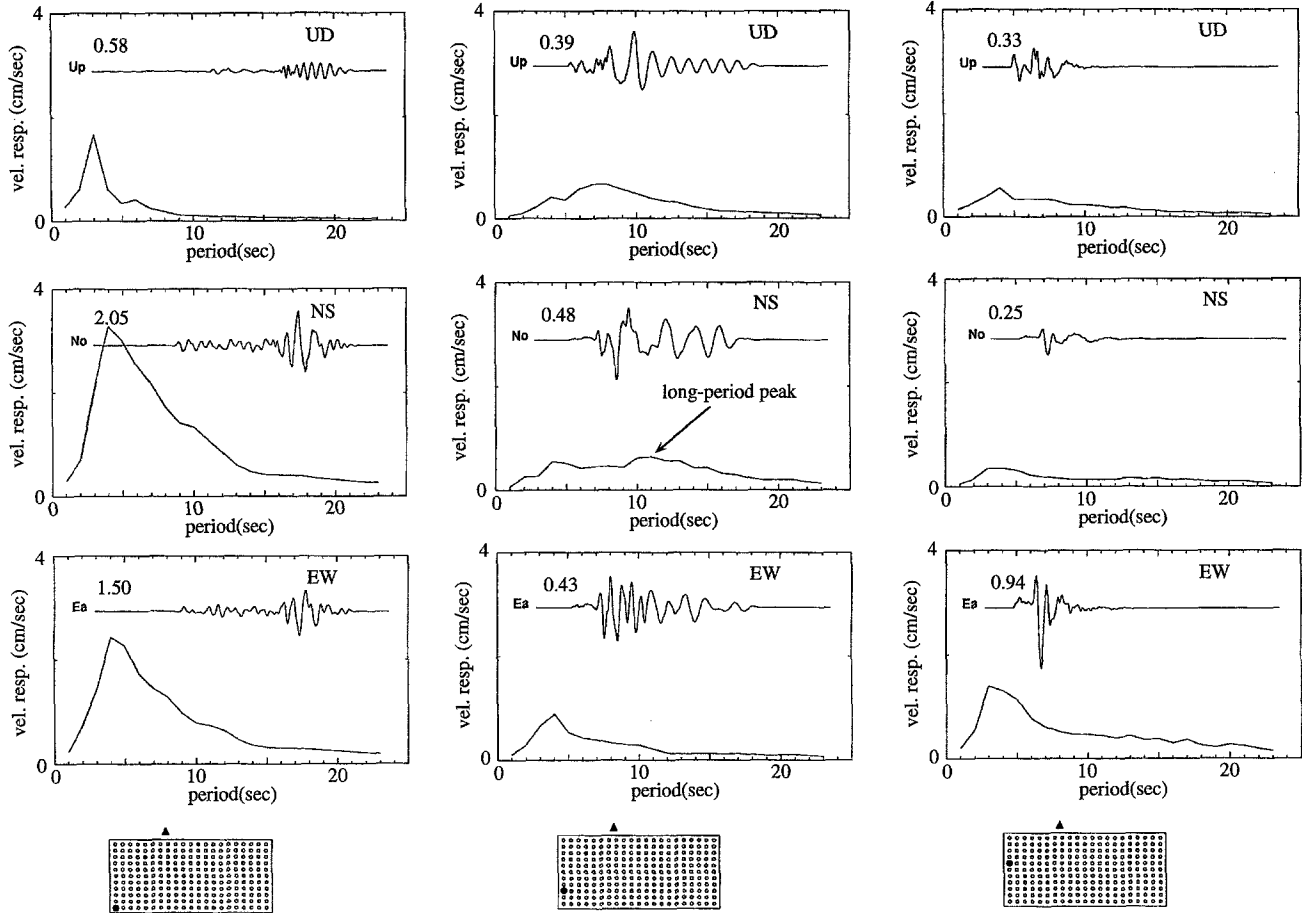 4
0.58
UD
Up
vel. resp. (cm/sec)
0
0
10
20
period(sec)
4
0.39
UD
Up
vel. resp. (cm/sec)
0
0
10
20
period(sec)
4
0.33
UD
Up
vel. resp. (cm/sec)
0
0
10
20
period(sec)
4
2.05
NS
No
vel. resp. (cm/sec)
0
0
10
20
period(sec)
4
0.48
NS
No
long-period peak
vel. resp. (cm/sec)
0
0
10
20
period(sec)
4
0.25
NS
No
vel. resp. (cm/sec)
0
0
10
20
period(sec)
4
1.50
EW
Ea
vel. resp. (cm/sec)
0
0
10
20
period(sec)
4
0.43
EW
Ea
vel. resp. (cm/sec)
0
0
10
20
period(sec)
4
0.94
EW
Ea
vel. resp. (cm/sec)
0
0
10
20
period(sec)